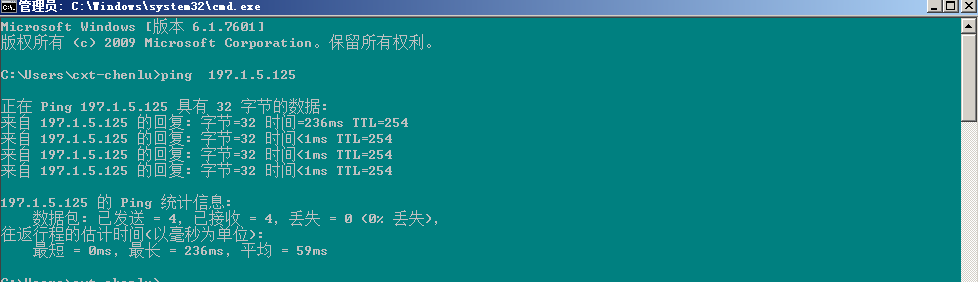 管理员: C:\Windows\system32\cmd.exe
Microsoft Windows [版本 6.1.7601]
版权所有 (c) 2009 Microsoft Corporation。保留所有权利。
C:\Users\cxt-chenlu>ping  197.1.5.125
正在 Ping 197.1.5.125 具有 32 字节的数据:
来自 197.1.5.125 的回复: 字节=32 时间=236ms TTL=254
来自 197.1.5.125 的回复: 字节=32 时间<1ms TTL=254
来自 197.1.5.125 的回复: 字节=32 时间<1ms TTL=254
来自 197.1.5.125 的回复: 字节=32 时间<1ms TTL=254
197.1.5.125 的 Ping 统计信息:
    数据包: 已发送 = 4, 已接收 = 4, 丢失 = 0 (0% 丢失),
往返行程的估计时间(以毫秒为单位):
    最短 = 0ms, 最长 = 236ms, 平均 = 59ms
C:\Users\cxt-chenlu>